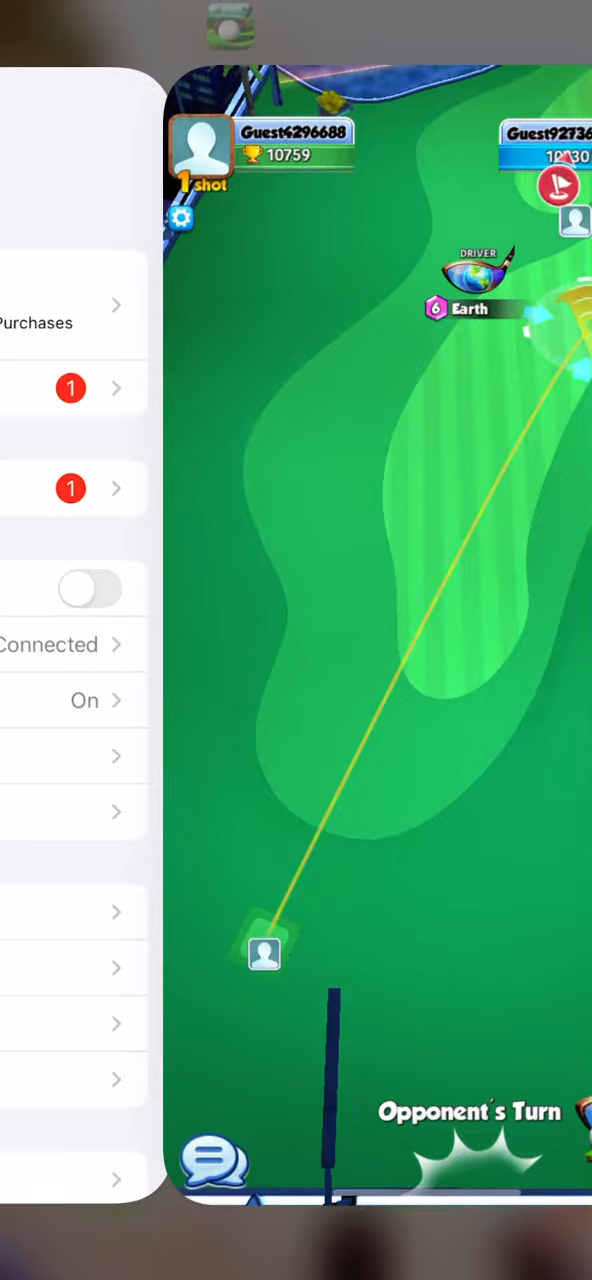 Purchases
1
1
Connected
On
Guest4296688
10759
1 shot
Guest92736
DRIVER
6 Earth
Opponent's Turn